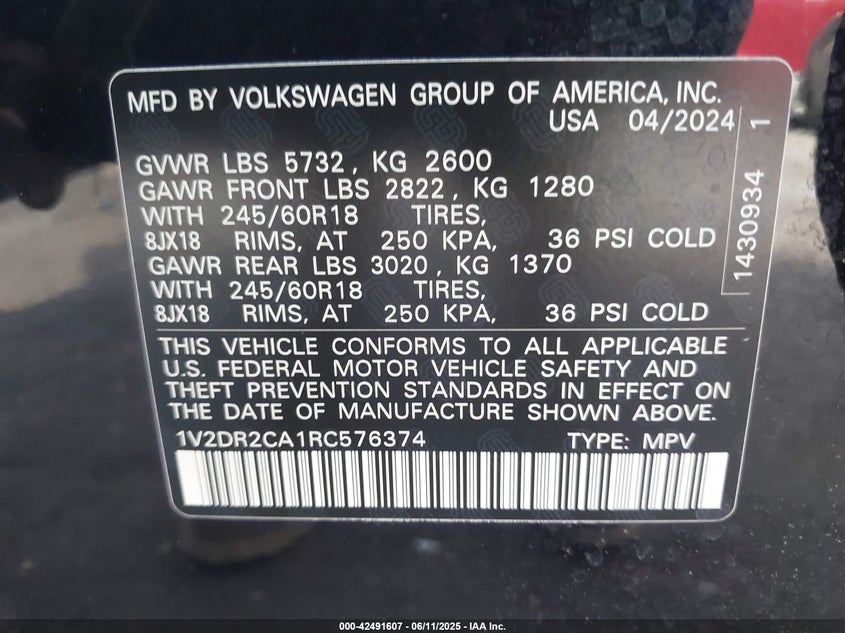 MFD BY VOLKSWAGEN GROUP OF AMERICA, INC.
USA 04/2024
GVWR LBS 5732, KG 2600
GAWR FRONT LBS 2822, KG 1280
WITH 245/60R18 TIRES,
8JX18 RIMS, AT 250 KPA, 36 PSI COLD
GAWR REAR LBS 3020, KG 1370
WITH 245/60R18 TIRES,
8JX18 RIMS, AT 250 KPA, 36 PSI COLD
1430934 1
THIS VEHICLE CONFORMS TO ALL APPLICABLE
U.S. FEDERAL MOTOR VEHICLE SAFETY AND
THEFT PREVENTION STANDARDS IN EFFECT ON
THE DATE OF MANUFACTURE SHOWN ABOVE.
1V2DR2CA1RC576374 TYPE: MPV
000-42491607 - 06/11/2025 - IAA Inc.